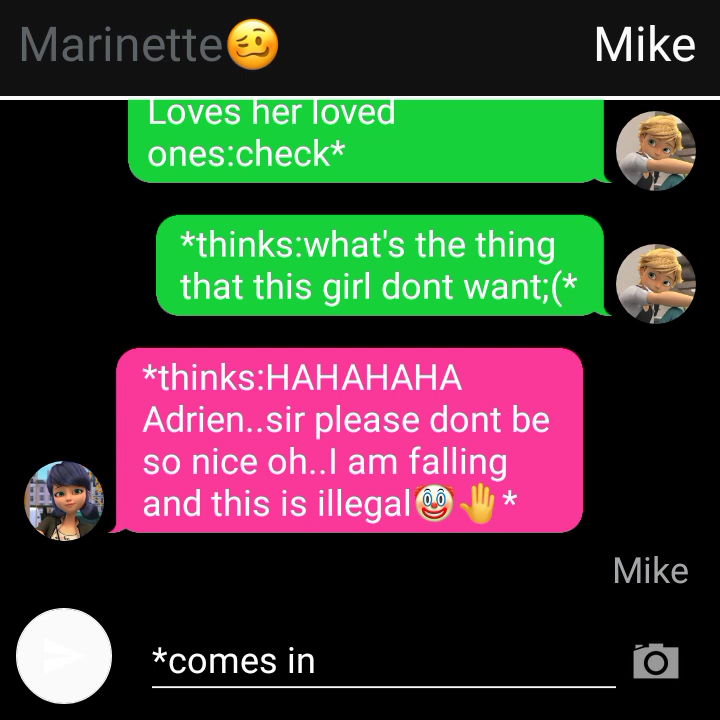 Marinette🥴 Mike
Loves her loved
ones:check*
*thinks:what's the thing
that this girl dont want;(*
*thinks:HAHAHAHA
Adrien..sir please dont be
so nice oh..I am falling
and this is illegal🤡🤚*
Mike
*comes in